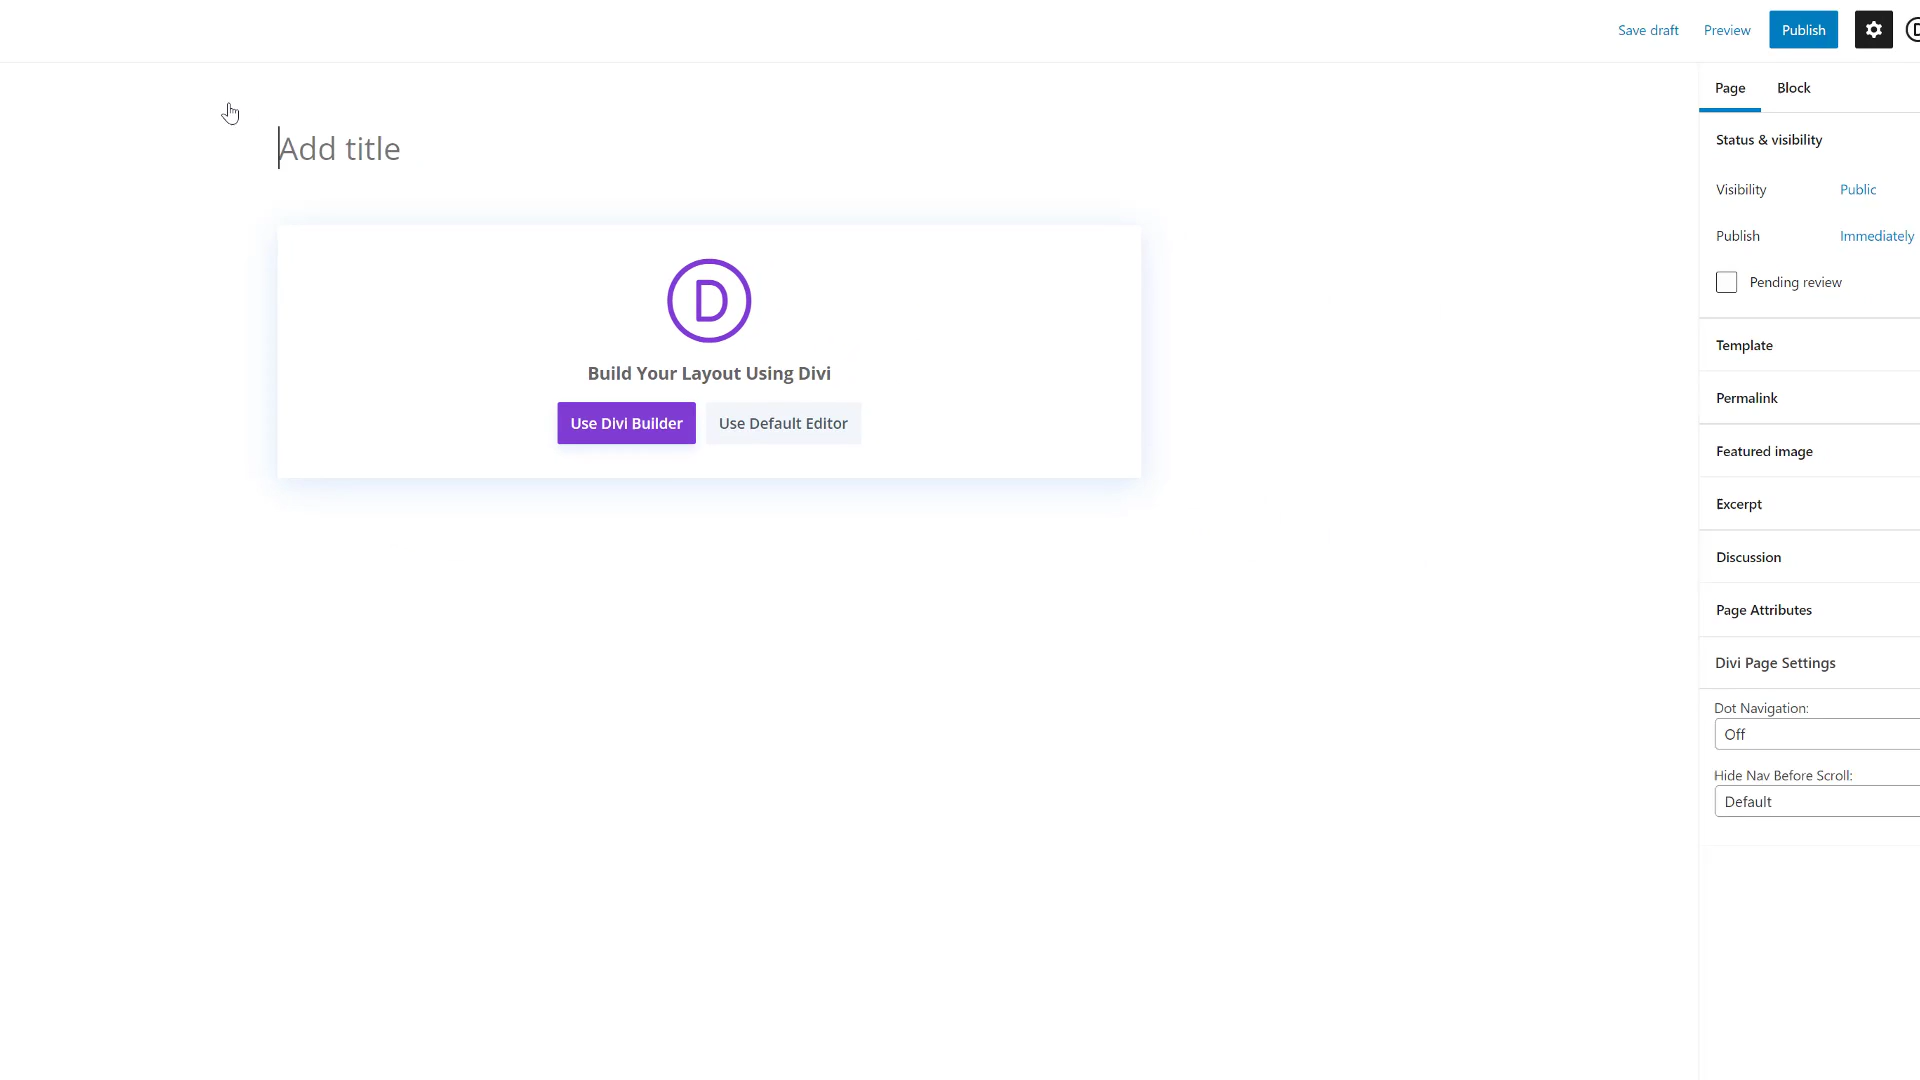 Save draft
Preview
Publish
Page
Block
Add title
Status & visibility
Visibility
Public
Publish
Immediately
Pending review
D
Build Your Layout Using Divi
Use Divi Builder
Use Default Editor
Template
Permalink
Featured image
Excerpt
Discussion
Page Attributes
Divi Page Settings
Dot Navigation:
Off
Hide Nav Before Scroll:
Default